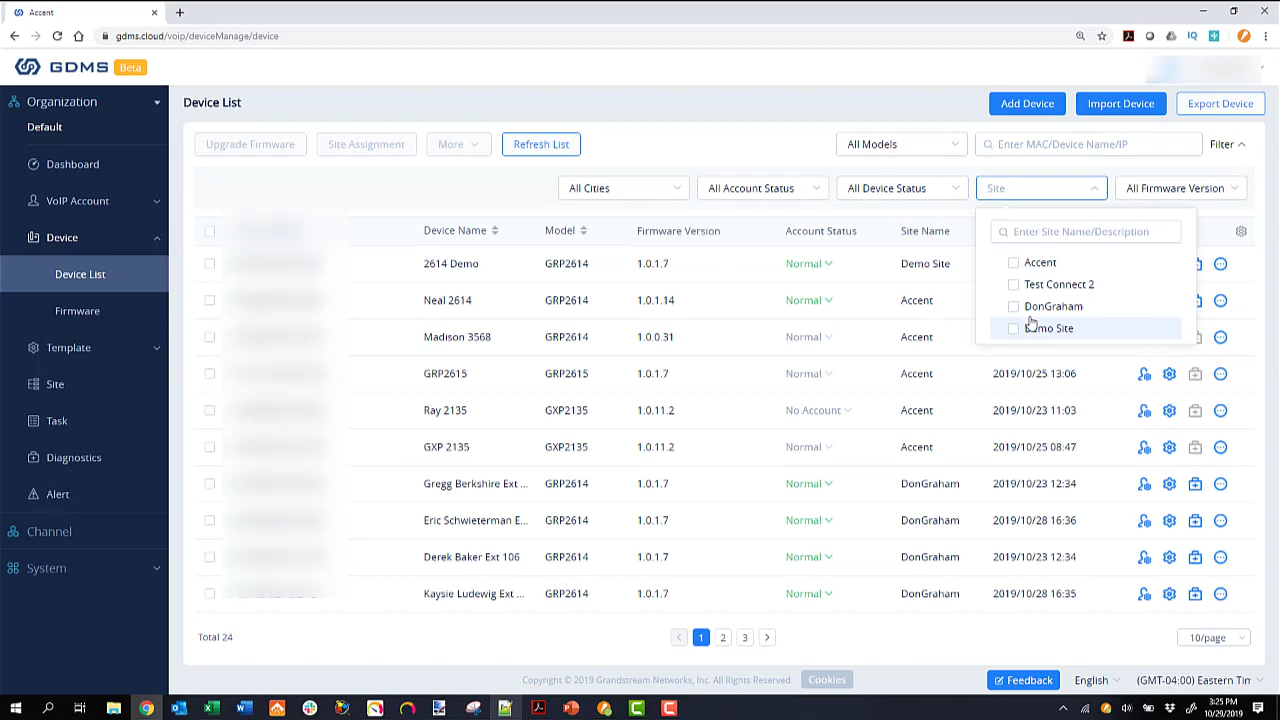 Accent
gdms.cloud/voip/deviceManage/device
IQ
GDMS Beta
Organization
Default
Dashboard
VoIP Account
Device
Device List
Firmware
Template
Site
Task
Diagnostics
Alert
Channel
System
Device List
Add Device Import Device Export Device
Upgrade Firmware Site Assignment More Refresh List All Models Enter MAC/Device Name/IP Filter
All Cities All Account Status All Device Status Site All Firmware Version
Device Name Model Firmware Version Account Status Site Name
2614 Demo GRP2614 1.0.1.7 Normal Demo Site
Neal 2614 GRP2614 1.0.1.14 Normal Accent
Madison 3568 GRP2614 1.0.0.31 Normal Accent
GRP2615 GRP2615 1.0.1.7 Normal Accent 2019/10/25 13:06
Ray 2135 GXP2135 1.0.11.2 No Account Accent 2019/10/23 11:03
GXP 2135 GXP2135 1.0.11.2 Normal Accent 2019/10/25 08:47
Gregg Berkshire Ext ... GRP2614 1.0.1.7 Normal DonGraham 2019/10/23 12:34
Eric Schwieterman E... GRP2614 1.0.1.7 Normal DonGraham 2019/10/28 16:36
Derek Baker Ext 106 GRP2614 1.0.1.7 Normal DonGraham 2019/10/23 12:34
Kaysie Ludewig Ext ... GRP2614 1.0.1.7 Normal DonGraham 2019/10/28 16:35
Enter Site Name/Description
Accent
Test Connect 2
DonGraham
Demo Site
Total 24
1 2 3
10/page
Copyright © 2019 Grandstream Networks, Inc. All Rights Reserved. Cookies
Feedback English (GMT-04:00) Eastern Tim
3:25 PM
10/29/2019